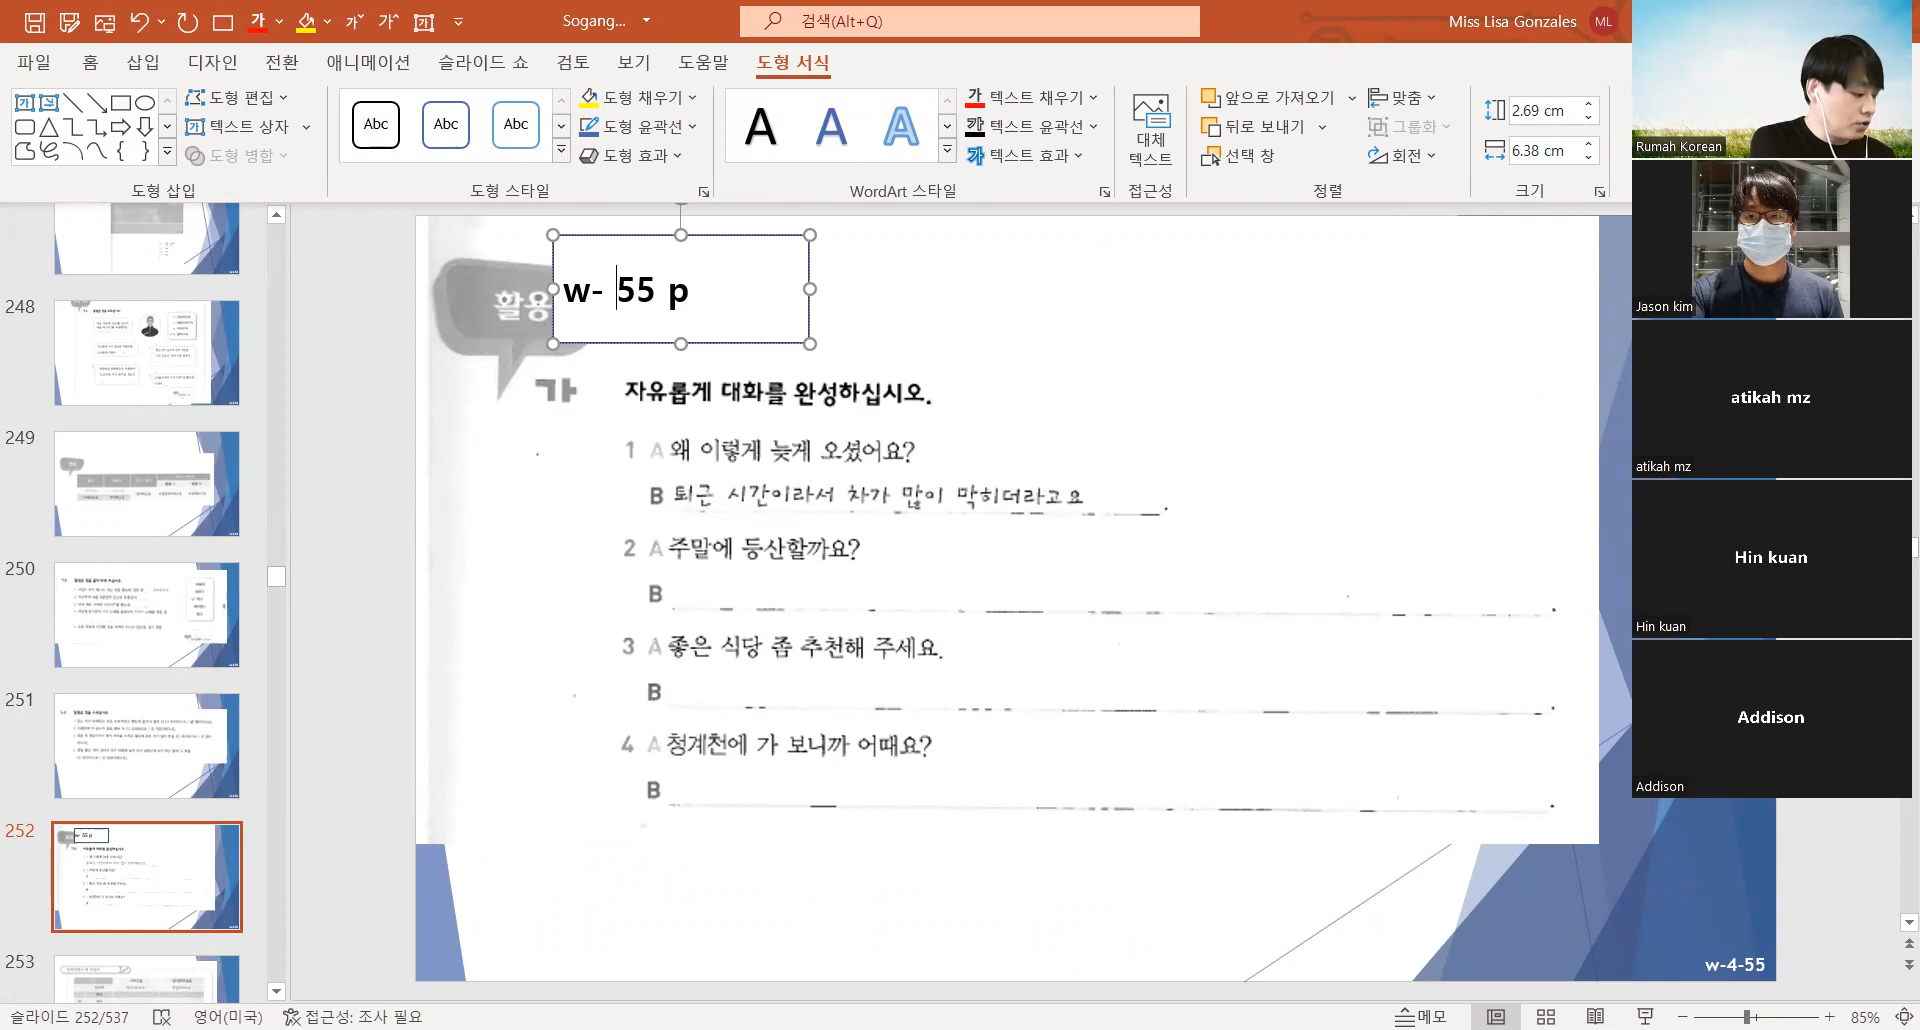 Sogang...
검색(Alt+Q)
Miss Lisa Gonzales
ML
파일 홈 삽입 디자인 전환 애니메이션 슬라이드 쇼 검토 보기 도움말 도형 서식
도형 편집
텍스트 상자
도형 병합
도형 삽입
Abc Abc Abc
도형 채우기
도형 윤곽선
도형 효과
도형 스타일
A A A
텍스트 채우기
텍스트 윤곽선
텍스트 효과
WordArt 스타일
대체
텍스트
접근성
앞으로 가져오기
뒤로 보내기
선택 창
맞춤
그룹화
회전
정렬
2.69 cm
6.38 cm
크기
248
249
250
251
252
253
활용
w- 55 p
가 자유롭게 대화를 완성하십시오.
1 A 왜 이렇게 늦게 오셨어요?
B 퇴근 시간이라서 차가 많이 막히더라고요.
2 A 주말에 등산할까요?
B
3 A 좋은 식당 좀 추천해 주세요.
B
4 A 청계천에 가 보니까 어때요?
B
w-4-55
Rumah Korean
Jason kim
atikah mz
atikah mz
Hin kuan
Hin kuan
Addison
Addison
슬라이드 252/537
영어(미국)
접근성: 조사 필요
메모
85%